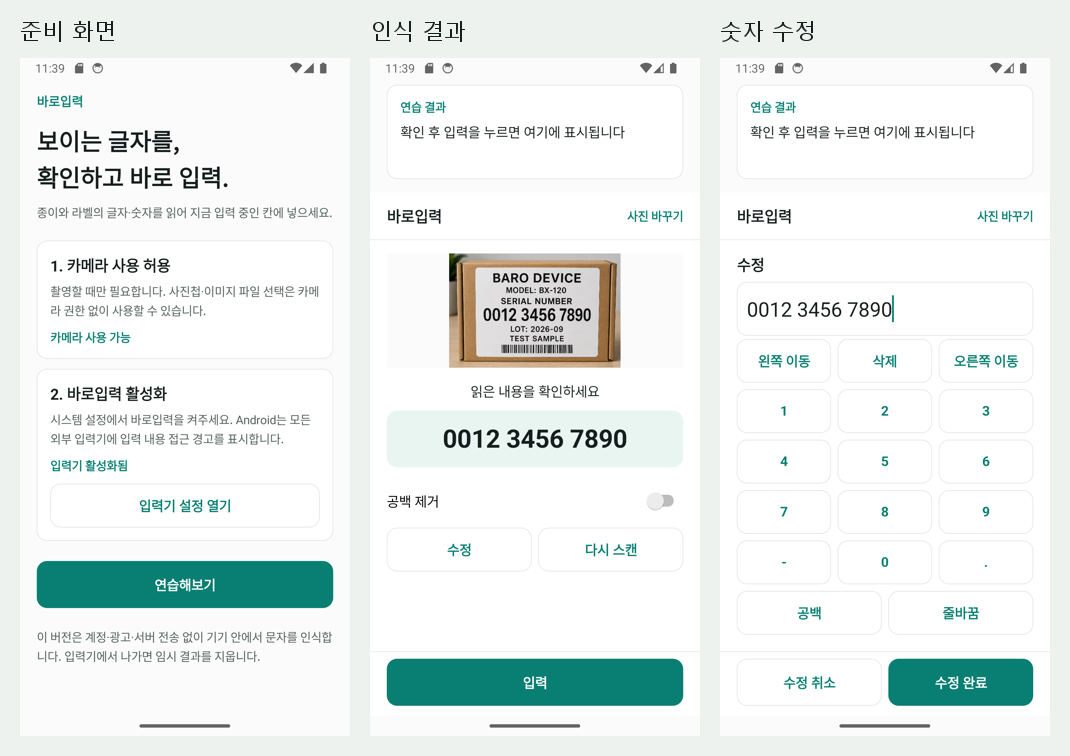 준비 화면
11:39
바로입력
보이는 글자를,
확인하고 바로 입력.
종이와 라벨의 글자·숫자를 읽어 지금 입력 중인 칸에 넣으세요.
1. 카메라 사용 허용
촬영할 때만 필요합니다. 사진첩·이미지 파일 선택은 카메
라 권한 없이 사용할 수 있습니다.
카메라 사용 가능
2. 바로입력 활성화
시스템 설정에서 바로입력을 켜주세요. Android는 모든
외부 입력기에 입력 내용 접근 경고를 표시합니다.
입력기 활성화됨
입력기 설정 열기
연습해보기
이 버전은 계정·광고·서버 전송 없이 기기 안에서 문자를 인식합
니다. 입력기에서 나가면 임시 결과를 지웁니다.
인식 결과
11:39
연습 결과
확인 후 입력을 누르면 여기에 표시됩니다
바로입력 사진 바꾸기
BARO DEVICE
MODEL: BX-120
SERIAL NUMBER
0012 3456 7890
LOT: 2026-09
TEST SAMPLE
읽은 내용을 확인하세요
0012 3456 7890
공백 제거
수정 다시 스캔
입력
숫자 수정
11:39
연습 결과
확인 후 입력을 누르면 여기에 표시됩니다
바로입력 사진 바꾸기
수정
0012 3456 7890
왼쪽 이동 삭제 오른쪽 이동
1 2 3
4 5 6
7 8 9
- 0 .
공백 줄바꿈
수정 취소 수정 완료